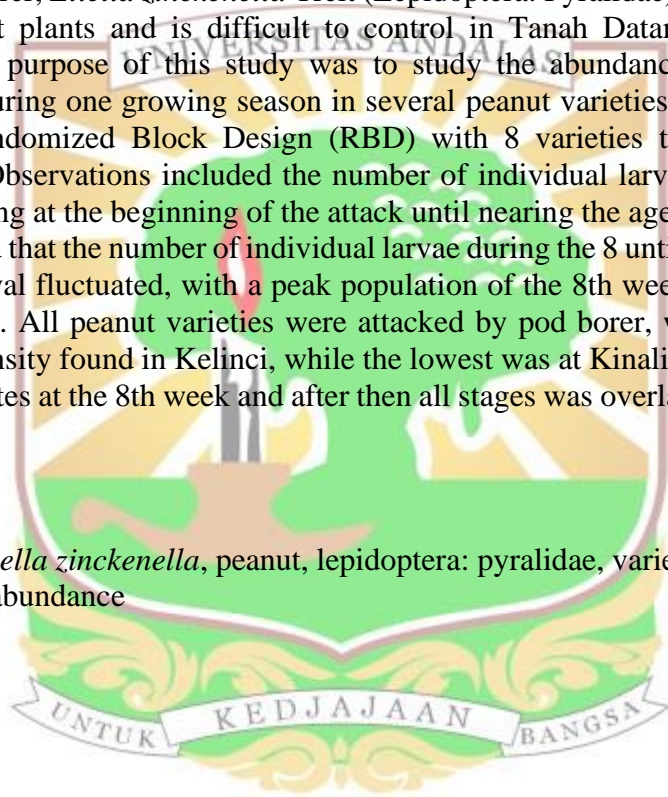 Etiella zinckenella Treit (Lepidoptera: Pyralidae)
t plants and is difficult to control in Tanah Datar
purpose of this study was to study the abundanc
uring one growing season in several peanut varieties
ndomized Block Design (RBD) with 8 varieties t
Observations included the number of individual larv
ng at the beginning of the attack until nearing the age
d that the number of individual larvae during the 8 unti
val fluctuated, with a peak population of the 8th wee
. All peanut varieties were attacked by pod borer, v
nsity found in Kelinci, while the lowest was at Kinali
tes at the 8th week and after then all stages was overla
ella zinckenella, peanut, lepidoptera: pyralidae, varie
abundance
UNIVERSITAS ANDALAS
UNTUK KEDJAJAAN BANGSA